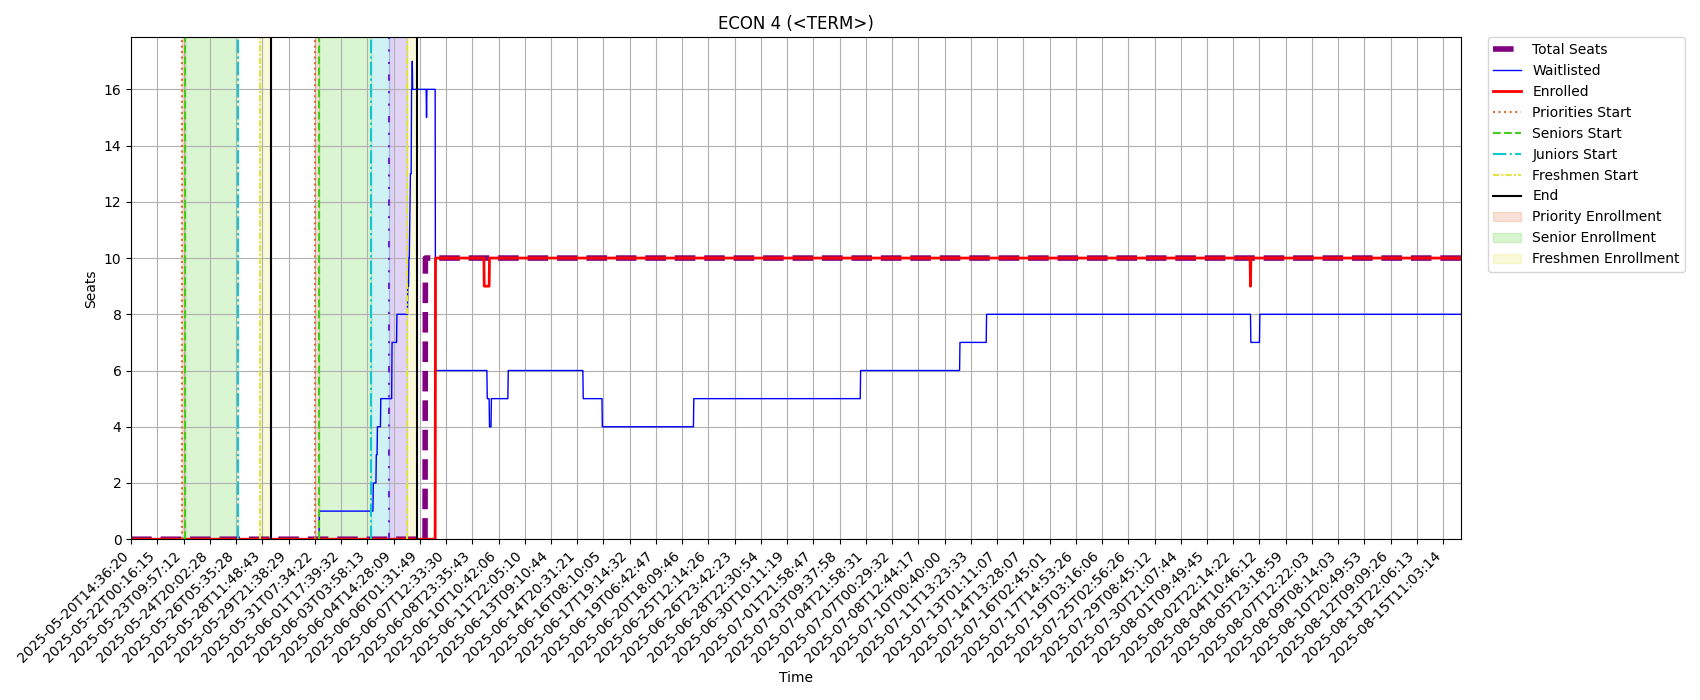 ECON 4 (<TERM>)
Seats
16
14
12
10
8
6
4
2
0
2025-05-20T14:36:20
2025-05-22T00:16:15
2025-05-23T09:57:12
2025-05-24T20:02:28
2025-05-26T05:35:28
2025-05-28T11:48:43
2025-05-29T21:38:29
2025-05-31T07:34:22
2025-06-01T17:39:32
2025-06-03T03:58:13
2025-06-04T14:28:09
2025-06-06T01:31:49
2025-06-07T12:33:30
2025-06-08T23:35:43
2025-06-10T10:42:06
2025-06-11T22:05:10
2025-06-13T09:10:44
2025-06-14T20:31:21
2025-06-16T08:10:05
2025-06-17T19:14:32
2025-06-19T06:42:47
2025-06-20T18:09:46
2025-06-25T12:14:26
2025-06-26T23:42:23
2025-06-28T22:30:54
2025-06-30T10:11:19
2025-07-01T21:58:47
2025-07-03T09:37:58
2025-07-05T21:58:31
2025-07-07T00:29:32
2025-07-08T12:44:17
2025-07-10T00:40:00
2025-07-11T13:23:33
2025-07-13T01:11:07
2025-07-14T13:28:07
2025-07-16T02:45:01
2025-07-17T14:53:26
2025-07-19T03:16:06
2025-07-25T02:56:26
2025-07-29T08:45:12
2025-07-30T21:07:44
2025-08-01T09:49:45
2025-08-02T22:14:22
2025-08-04T10:46:12
2025-08-05T23:18:59
2025-08-07T12:22:03
2025-08-09T08:14:03
2025-08-10T20:49:53
2025-08-12T09:09:26
2025-08-13T22:06:13
2025-08-15T11:03:14
Time
Total Seats
Waitlisted
Enrolled
Priorities Start
Seniors Start
Juniors Start
Freshmen Start
End
Priority Enrollment
Senior Enrollment
Freshmen Enrollment